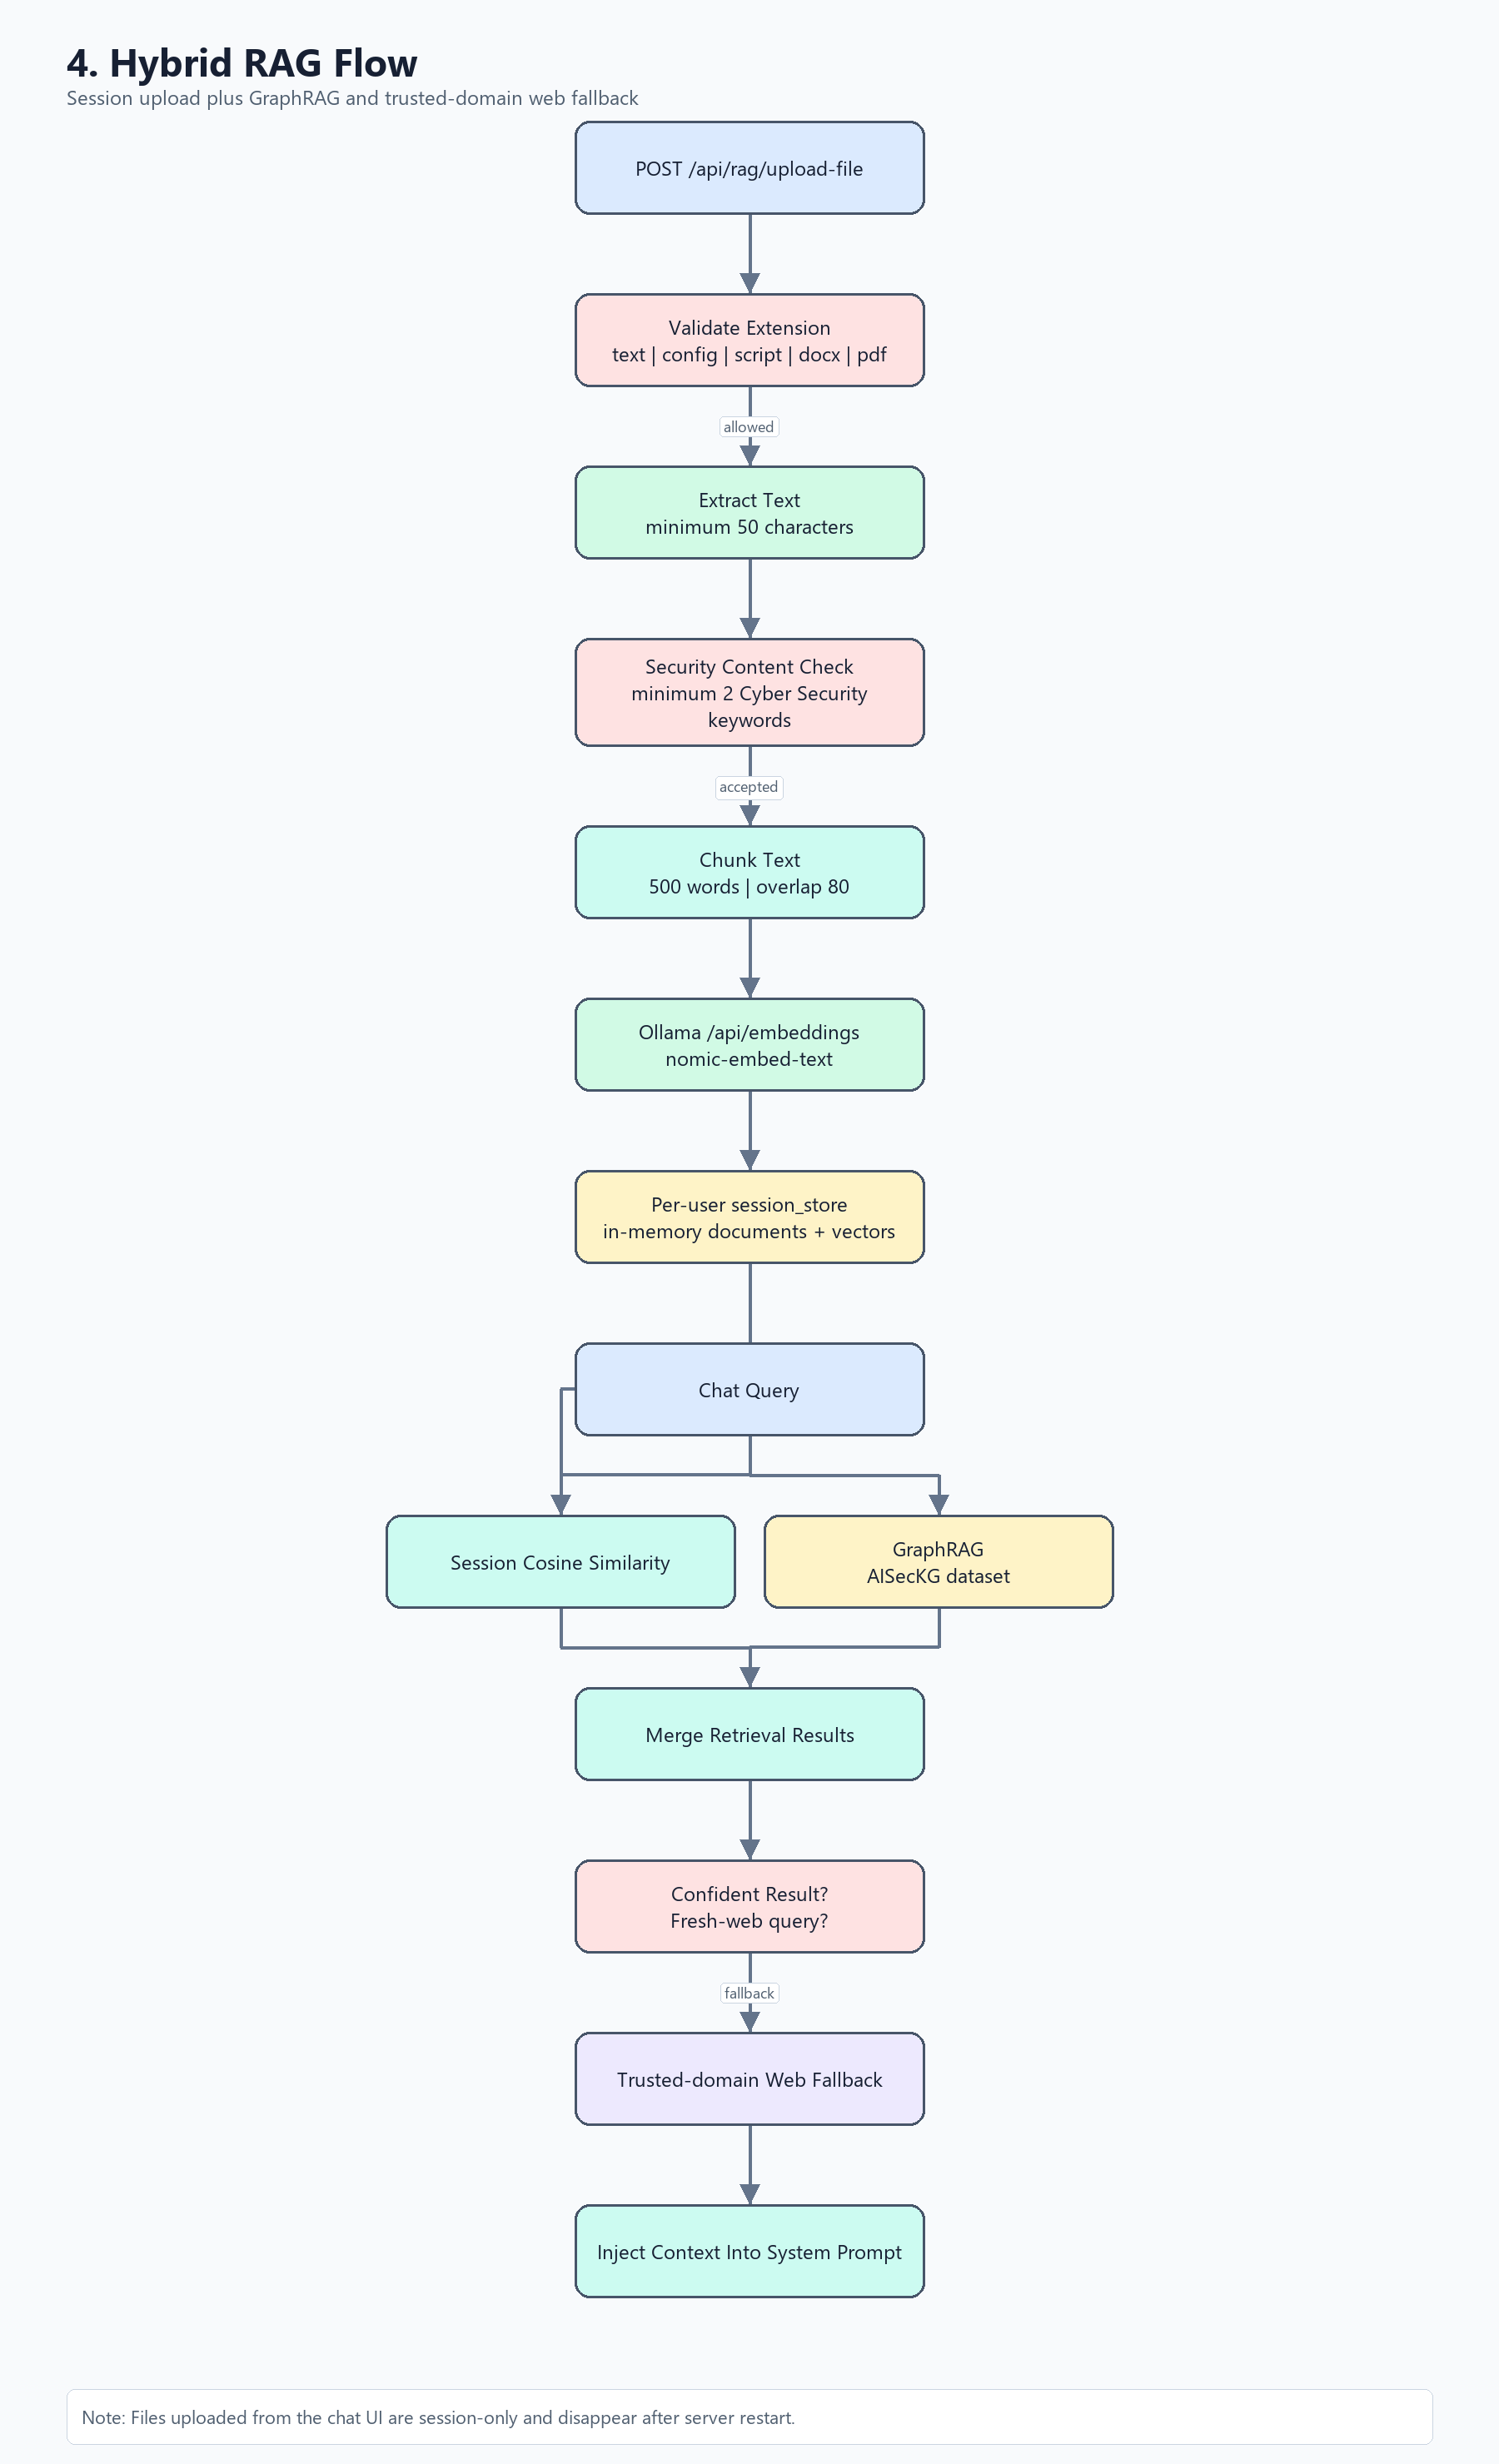 4. Hybrid RAG Flow
Session upload plus GraphRAG and trusted-domain web fallback
POST /api/rag/upload-file
Validate Extension
text | config | script | docx | pdf
allowed
Extract Text
minimum 50 characters
Security Content Check
minimum 2 Cyber Security
keywords
accepted
Chunk Text
500 words | overlap 80
Ollama /api/embeddings
nomic-embed-text
Per-user session_store
in-memory documents + vectors
Chat Query
Session Cosine Similarity
GraphRAG
AISecKG dataset
Merge Retrieval Results
Confident Result?
Fresh-web query?
fallback
Trusted-domain Web Fallback
Inject Context Into System Prompt
Note: Files uploaded from the chat UI are session-only and disappear after server restart.